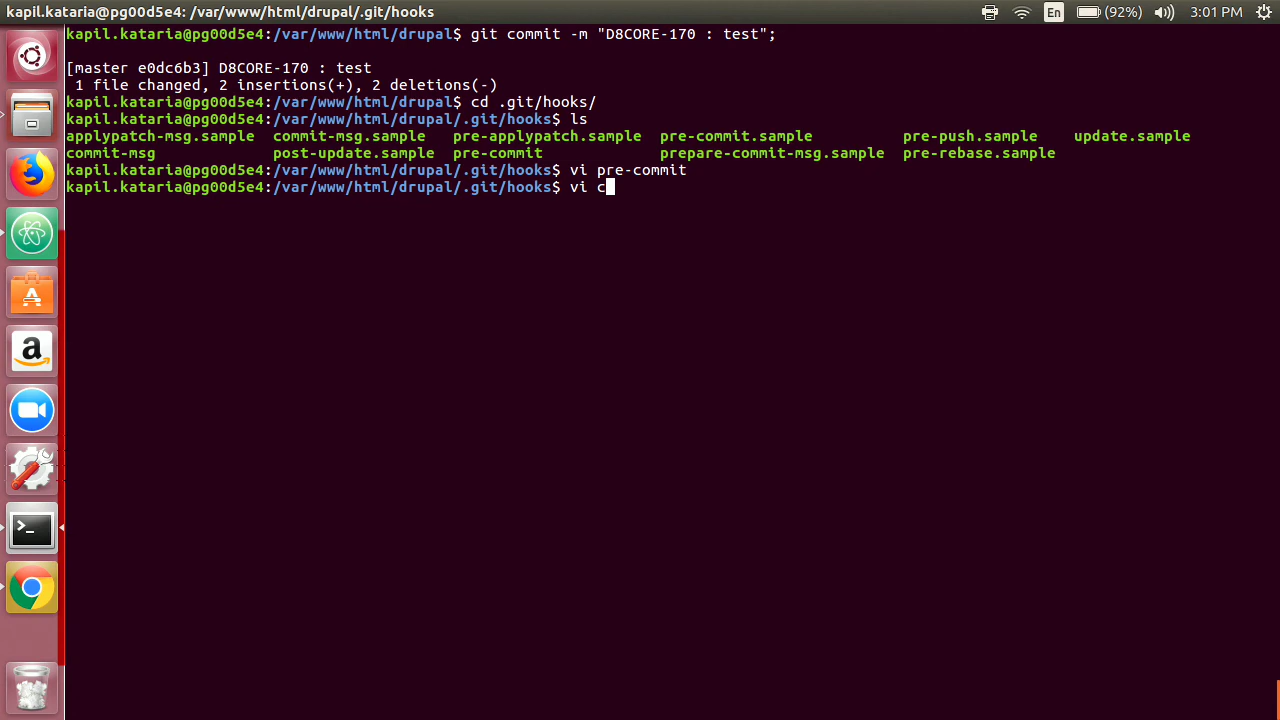 kapil.kataria@pg00d5e4: /var/www/html/drupal/.git/hooks En (92%) 3:01 PM
kapil.kataria@pg00d5e4:/var/www/html/drupal$ git commit -m "D8CORE-170 : test";
[master e0dc6b3] D8CORE-170 : test
1 file changed, 2 insertions(+), 2 deletions(-)
kapil.kataria@pg00d5e4:/var/www/html/drupal$ cd .git/hooks/
kapil.kataria@pg00d5e4:/var/www/html/drupal/.git/hooks$ ls
applypatch-msg.sample commit-msg.sample pre-applypatch.sample pre-commit.sample pre-push.sample update.sample
commit-msg post-update.sample pre-commit prepare-commit-msg.sample pre-rebase.sample
kapil.kataria@pg00d5e4:/var/www/html/drupal/.git/hooks$ vi pre-commit
kapil.kataria@pg00d5e4:/var/www/html/drupal/.git/hooks$ vi c